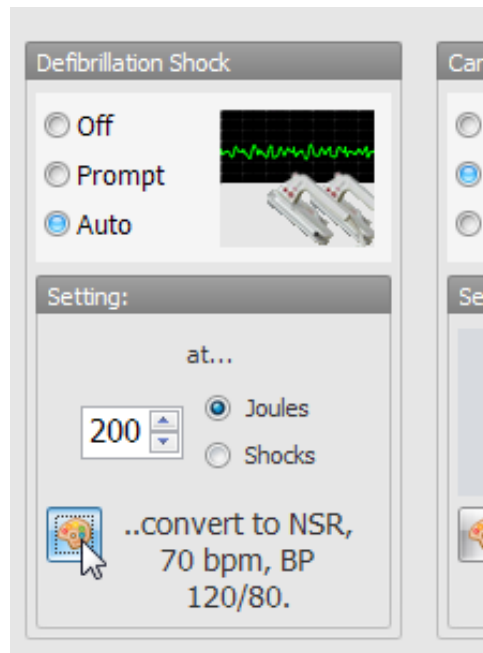 Defibrillation Shock
Car
Off
Prompt
Auto
Setting:
Se
at...
200
Joules
Shocks
..convert to NSR,
70 bpm, BP
120/80.